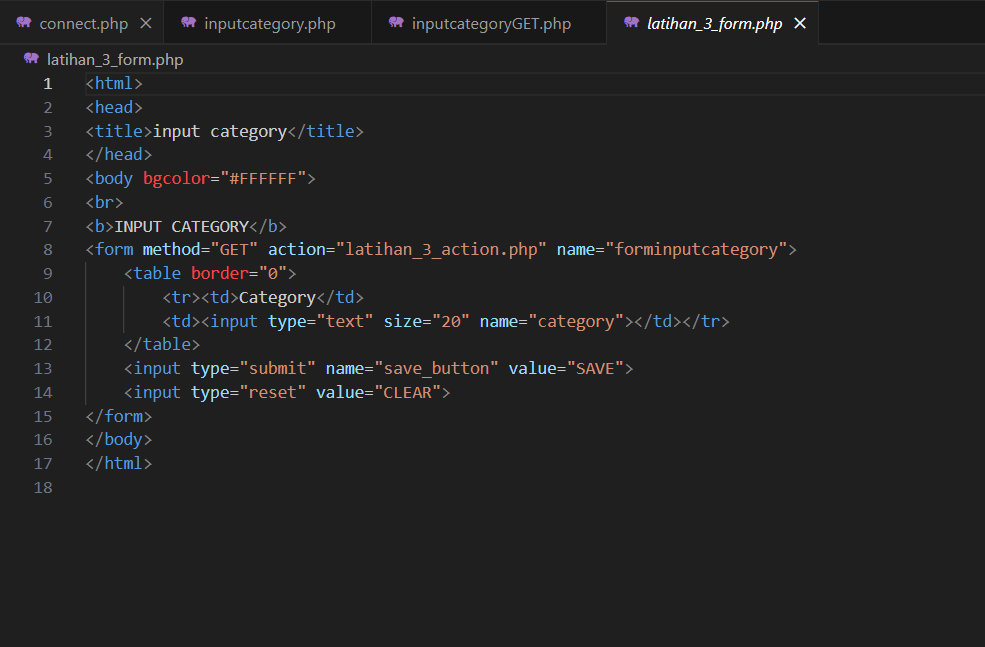 connect.php inputcategory.php inputcategoryGET.php latihan_3_form.php
latihan_3_form.php
1 <html>
2 <head>
3 <title>input category</title>
4 </head>
5 <body bgcolor="#FFFFFF">
6 <br>
7 <b>INPUT CATEGORY</b>
8 <form method="GET" action="latihan_3_action.php" name="forminputcategory">
9     <table border="0">
10         <tr><td>Category</td>
11         <td><input type="text" size="20" name="category"></td></tr>
12     </table>
13     <input type="submit" name="save_button" value="SAVE">
14     <input type="reset" value="CLEAR">
15 </form>
16 </body>
17 </html>
18